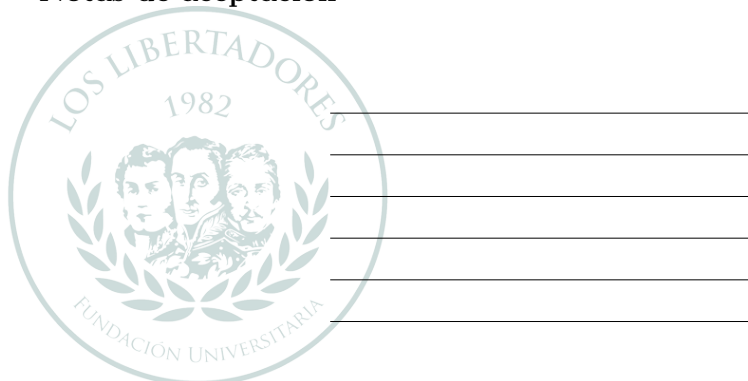 Notas de aceptación
LOS LIBERTADORES
1982
FUNDACIÓN UNIVERSITARIA